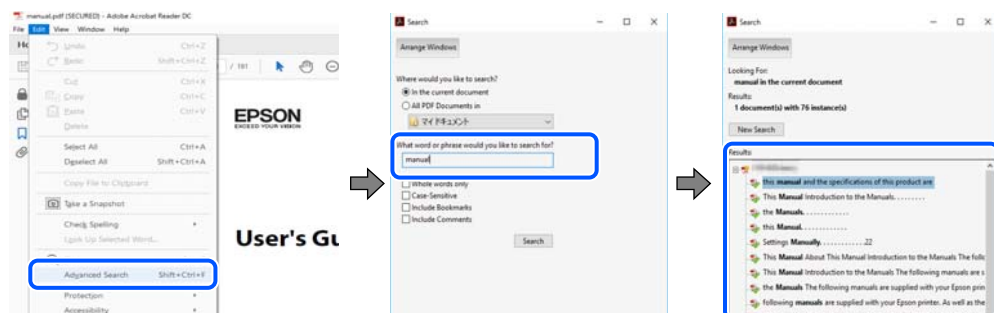 manual.pdf (SECURED) - Adobe Acrobat Reader DC
File Edit View Window Help
Undo Ctrl+Z
Redo Shift+Ctrl+Z
Cut Ctrl+X
Copy Ctrl+C
Paste Ctrl+V
Delete
Select All Ctrl+A
Deselect All Shift+Ctrl+A
Copy File to Clipboard
Take a Snapshot
Check Spelling
Look Up Selected Word...
Advanced Search Shift+Ctrl+F
Protection
Accessibility
/ 181
EPSON
EXCEED YOUR VISION
User's Gu
Search
Arrange Windows
Where would you like to search?
In the current document
All PDF Documents in
マイ ドキュメント
What word or phrase would you like to search for?
manual
Whole words only
Case-Sensitive
Include Bookmarks
Include Comments
Search
Search
Arrange Windows
Looking For:
manual in the current document
Results:
1 document(s) with 76 instance(s)
New Search
Results:
this manual and the specifications of this product are
This Manual Introduction to the Manuals.........
the Manuals.............
this Manual.............
Settings Manually.............22
This Manual About This Manual Introduction to the Manuals The follo
This Manual Introduction to the Manuals The following manuals are s
the Manuals The following manuals are supplied with your Epson prin
following manuals are supplied with your Epson printer. As well as the